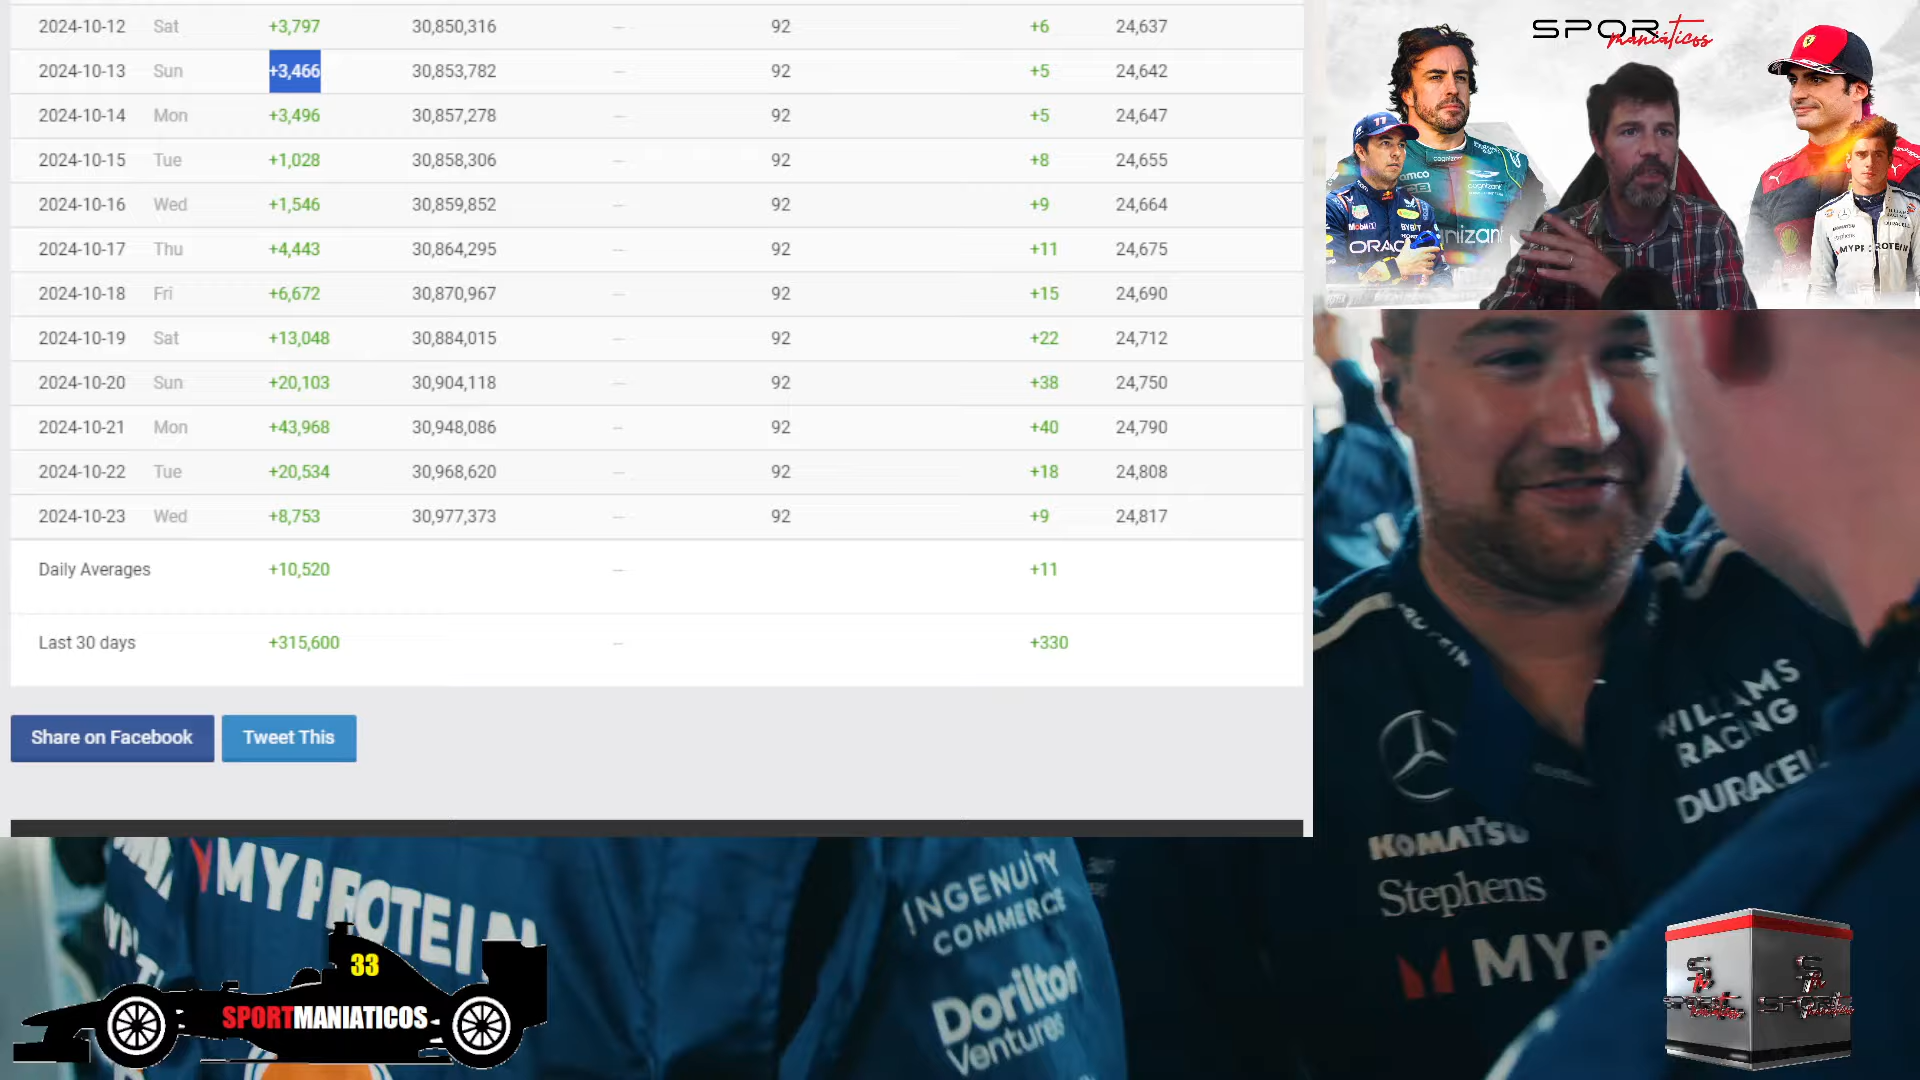 2024-10-12 Sat +3,797 30,850,316 -- 92 +6 24,637
2024-10-13 Sun +3,466 30,853,782 -- 92 +5 24,642
2024-10-14 Mon +3,496 30,857,278 -- 92 +5 24,647
2024-10-15 Tue +1,028 30,858,306 -- 92 +8 24,655
2024-10-16 Wed +1,546 30,859,852 -- 92 +9 24,664
2024-10-17 Thu +4,443 30,864,295 -- 92 +11 24,675
2024-10-18 Fri +6,672 30,870,967 -- 92 +15 24,690
2024-10-19 Sat +13,048 30,884,015 -- 92 +22 24,712
2024-10-20 Sun +20,103 30,904,118 -- 92 +38 24,750
2024-10-21 Mon +43,968 30,948,086 -- 92 +40 24,790
2024-10-22 Tue +20,534 30,968,620 -- 92 +18 24,808
2024-10-23 Wed +8,753 30,977,373 -- 92 +9 24,817
Daily Averages +10,520 -- +11
Last 30 days +315,600 -- +330
Share on Facebook Tweet This
SPORT
maniáticos
11
cognizant
ORAC
MYPROTEIN
WILLIAMS
RACING
DURACELL
KOMATSU
Stephens
MYP
MYPROTEIN
INGENUITY
COMMERCE
Dorilton
Ventures
33
SPORTMANIATICOS